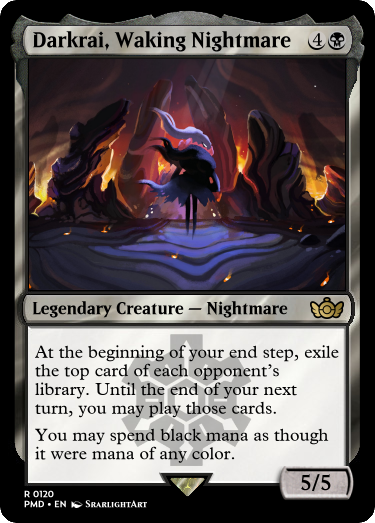 Darkrai, Waking Nightmare 4
Legendary Creature — Nightmare
At the beginning of your end step, exile
the top card of each opponent's
library. Until the end of your next
turn, you may play those cards.
You may spend black mana as though
it were mana of any color.
5/5
R 0120
PMD • EN SRARLIGHTART